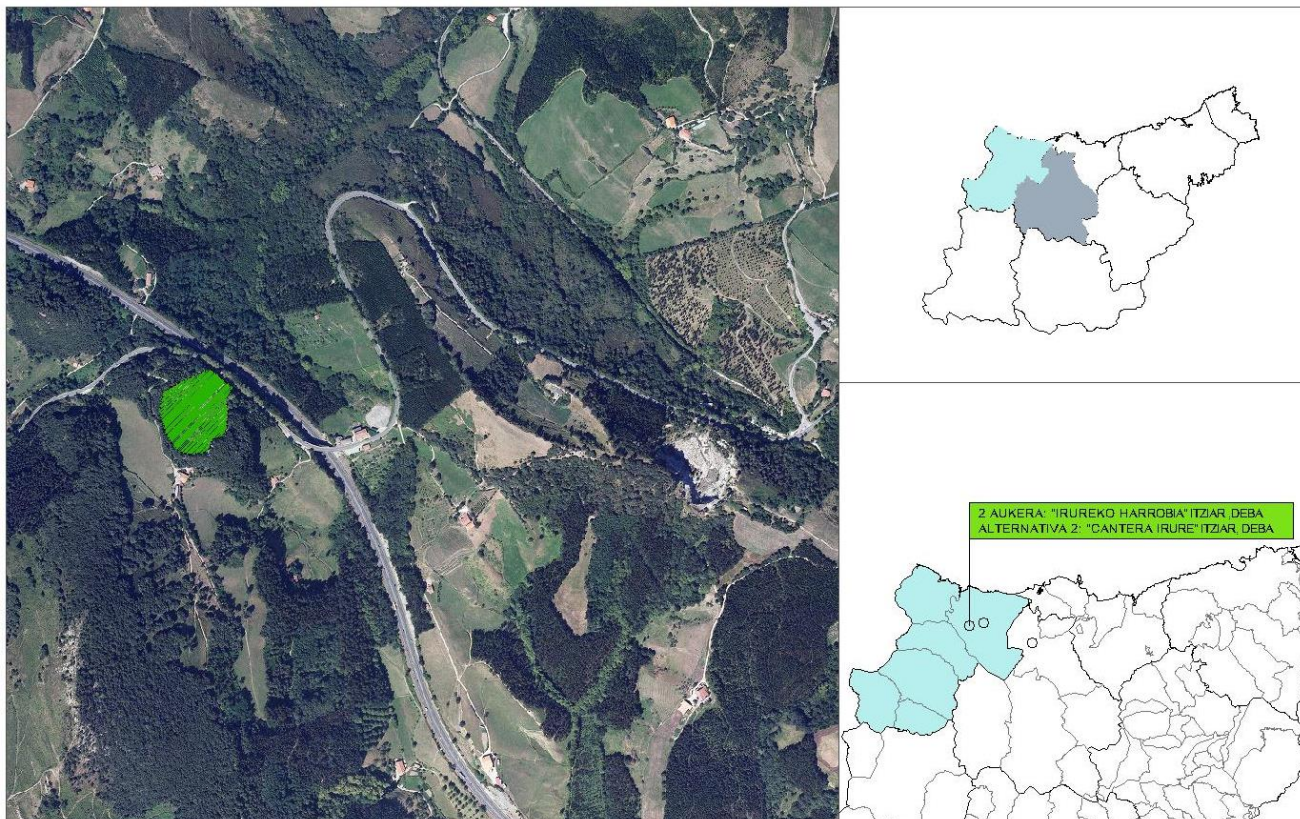 2 AUKERA: "IRUREKO HARROBIA" ITZIAR ,DEBA
ALTERNATIVA 2: "CANTERA IRURE" ITZIAR, DEBA